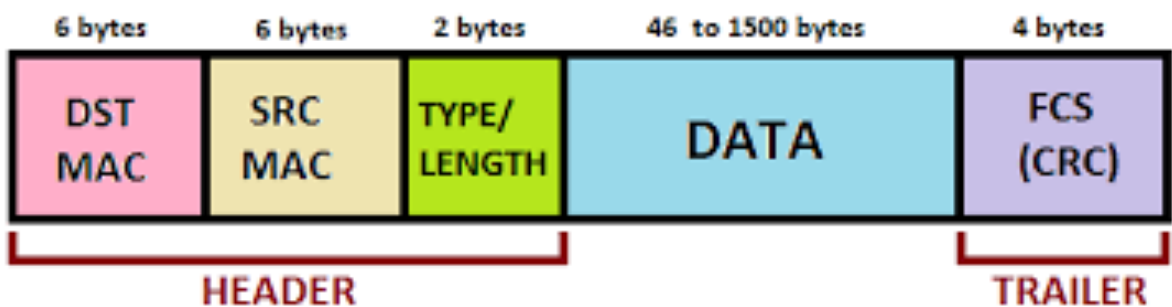 6 bytes 6 bytes 2 bytes 46 to 1500 bytes 4 bytes
DST MAC
SRC MAC
TYPE/ LENGTH
DATA
FCS (CRC)
HEADER TRAILER